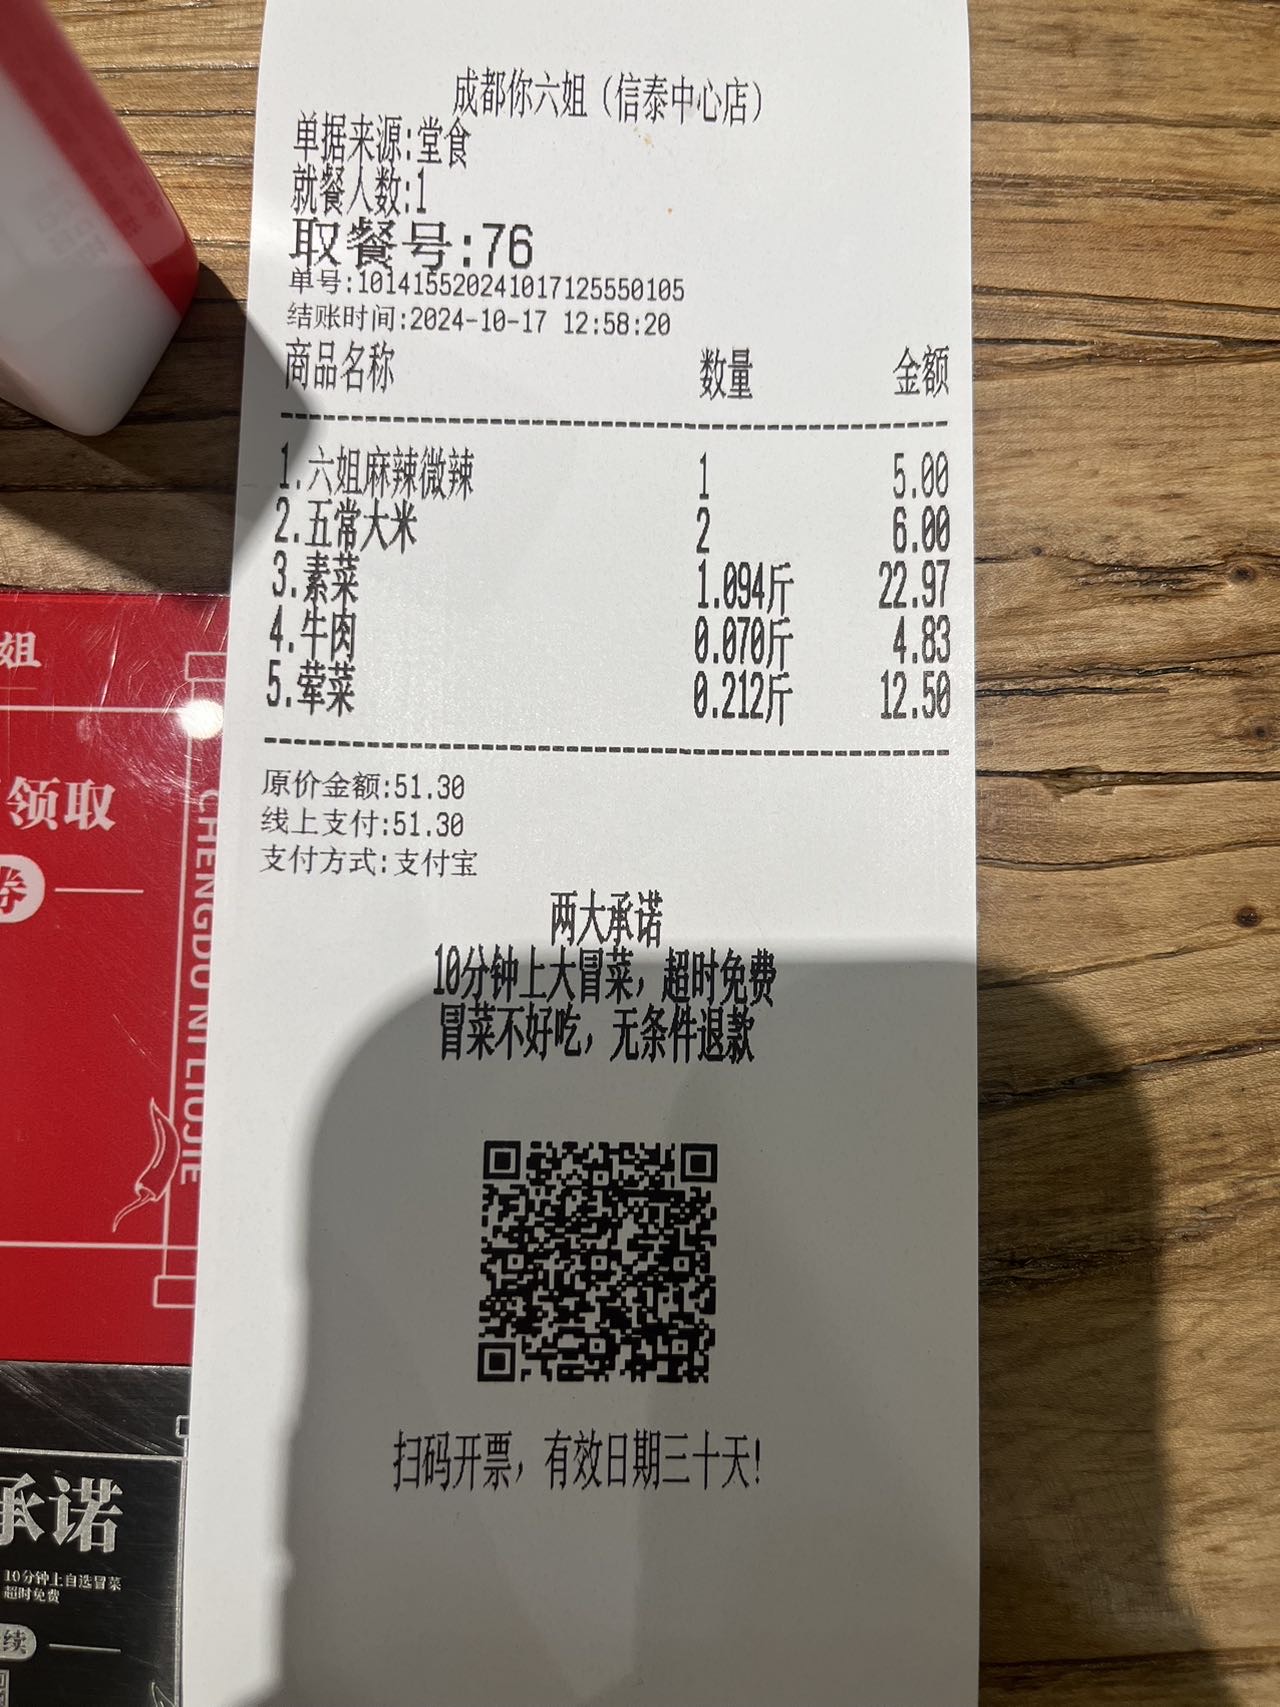 成都你六姐（信泰中心店）
单据来源:堂食
就餐人数:1
取餐号:76
单号:101415520241017125550105
结账时间:2024-10-17 12:58:20
商品名称 数量 金额
1.六姐麻辣微辣 1 5.00
2.五常大米 2 6.00
3.素菜 1.094斤 22.97
4.牛肉 0.070斤 4.83
5.荤菜 0.212斤 12.50
原价金额:51.30
线上支付:51.30
支付方式:支付宝
两大承诺
10分钟上大冒菜，超时免费
冒菜不好吃，无条件退款
扫码开票，有效日期三十天!
姐
领取
券
CHENGDU NI LIUJIE
承诺
10分钟上自选冒菜
超时免费
续